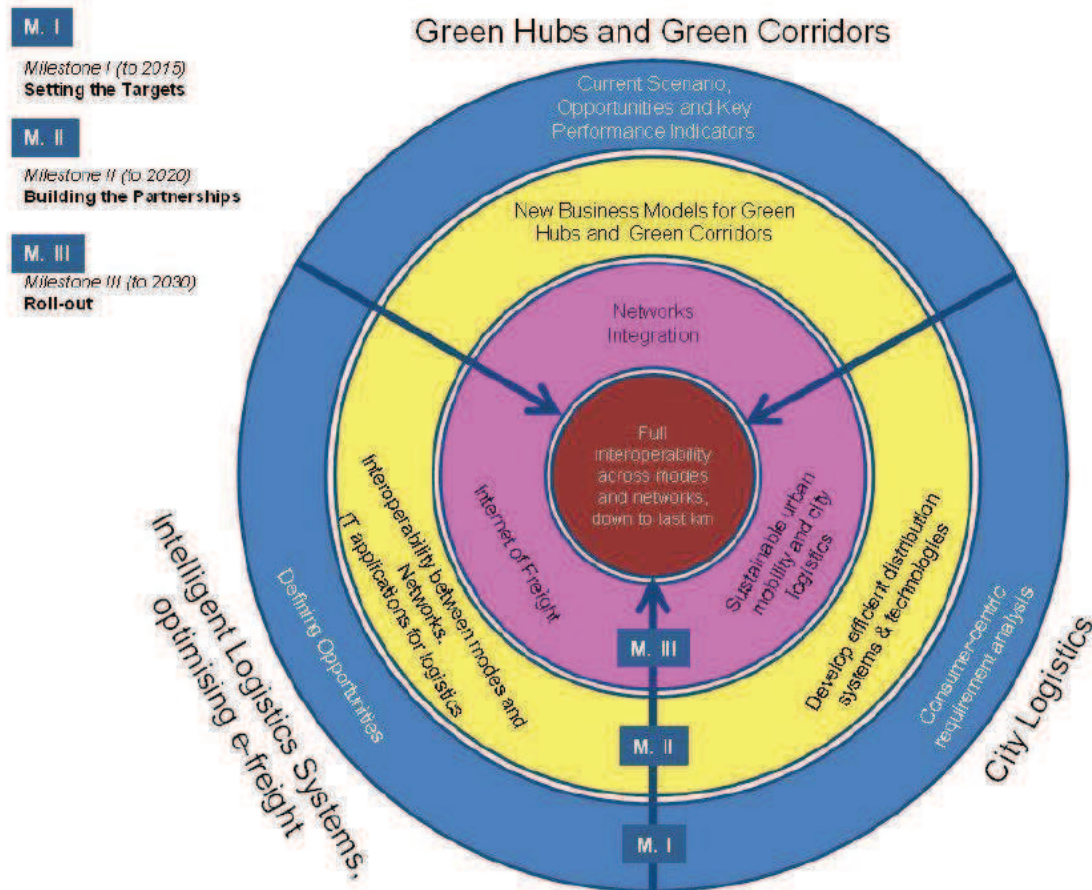 M. I
Milestone I (to 2015)
Setting the Targets
M. II
Milestone II (to 2020)
Building the Partnerships
M. III
Milestone III (to 2030)
Roll-out
Green Hubs and Green Corridors
Current Scenario,
Opportunities and Key
Performance Indicators
New Business Models for Green
Hubs and Green Corridors
Networks
Integration
Full
interoperability
across modes
and networks,
down to last km
Internet of Freight
Interoperability between modes and
Networks.
IT applications for logistics
Defining Opportunities
Intelligent Logistics Systems,
optimising e-freight
Sustainable urban
mobility and city
logistics
Develop efficient distribution
systems & technologies
Consumer-centric
requirement analysis
City Logistics
M. III
M. II
M. I